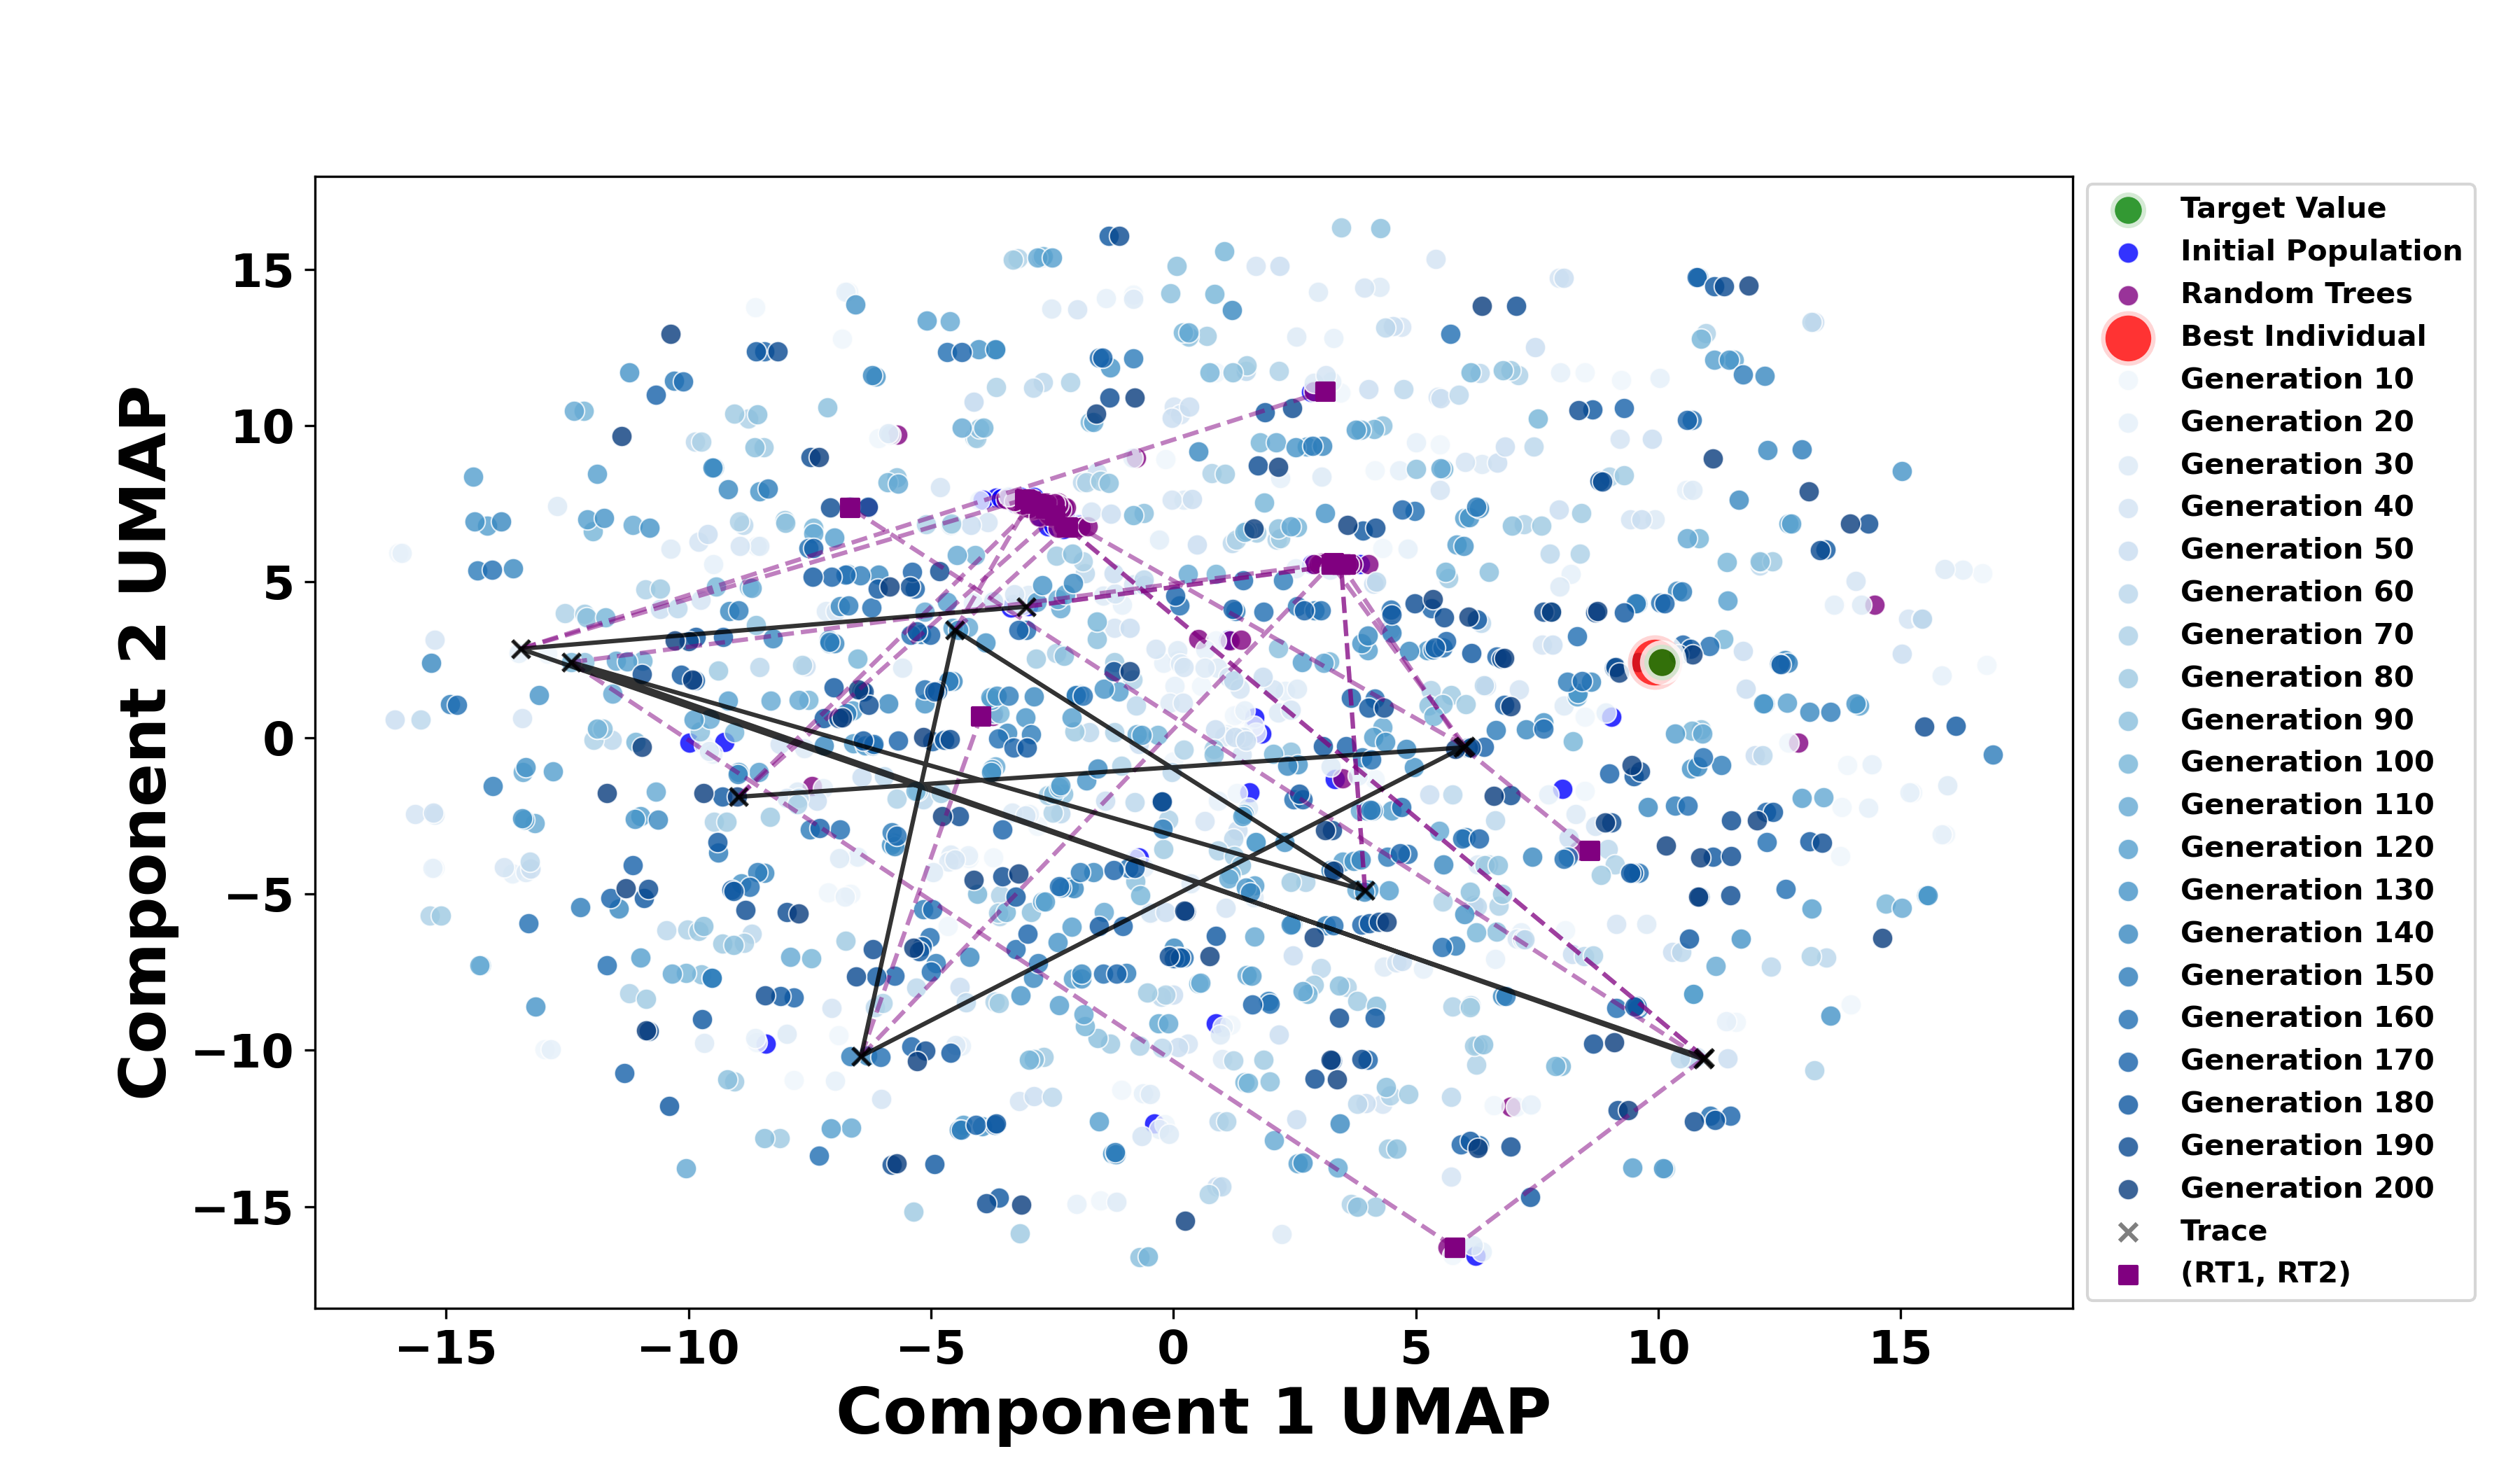 Component 2 UMAP
15
10
5
0
−5
−10
−15
−15
−10
−5
0
5
10
15
Component 1 UMAP
Target Value
Initial Population
Random Trees
Best Individual
Generation 10
Generation 20
Generation 30
Generation 40
Generation 50
Generation 60
Generation 70
Generation 80
Generation 90
Generation 100
Generation 110
Generation 120
Generation 130
Generation 140
Generation 150
Generation 160
Generation 170
Generation 180
Generation 190
Generation 200
Trace
(RT1, RT2)